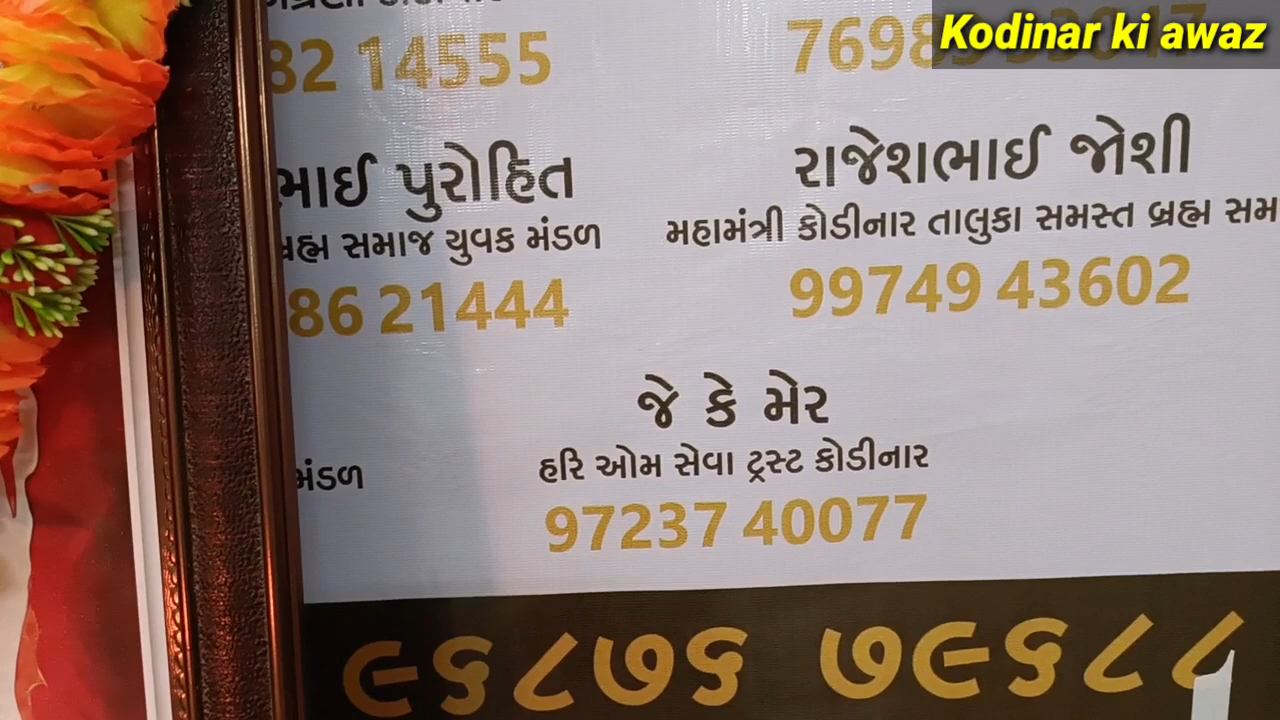 Kodinar ki awaz
82 14555
ભાઈ પુરોહિત
રાજેશભાઈ જોશી
બ્રહ્મ સમાજ યુવક મંડળ
મહામંત્રી કોડીનાર તાલુકા સમસ્ત બ્રહ્મ સમ
86 21444
99749 43602
જે કે મેર
મંડળ
હરિ ઓમ સેવા ટ્રસ્ટ કોડીનાર
97237 40077
૯૬૮૭૬ ૭૯૬૮૮